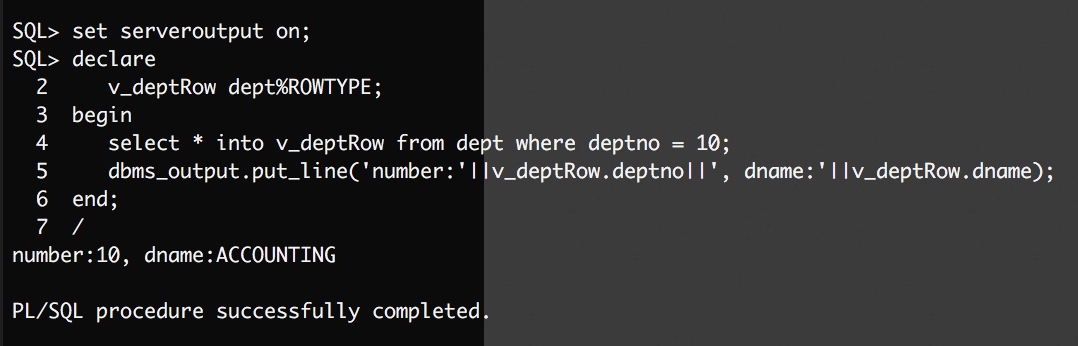 SQL> set serveroutput on;
SQL> declare
  2     v_deptRow dept%ROWTYPE;
  3  begin
  4     select * into v_deptRow from dept where deptno = 10;
  5     dbms_output.put_line('number:'||v_deptRow.deptno||', dname:'||v_deptRow.dname);
  6  end;
  7  /
number:10, dname:ACCOUNTING

PL/SQL procedure successfully completed.